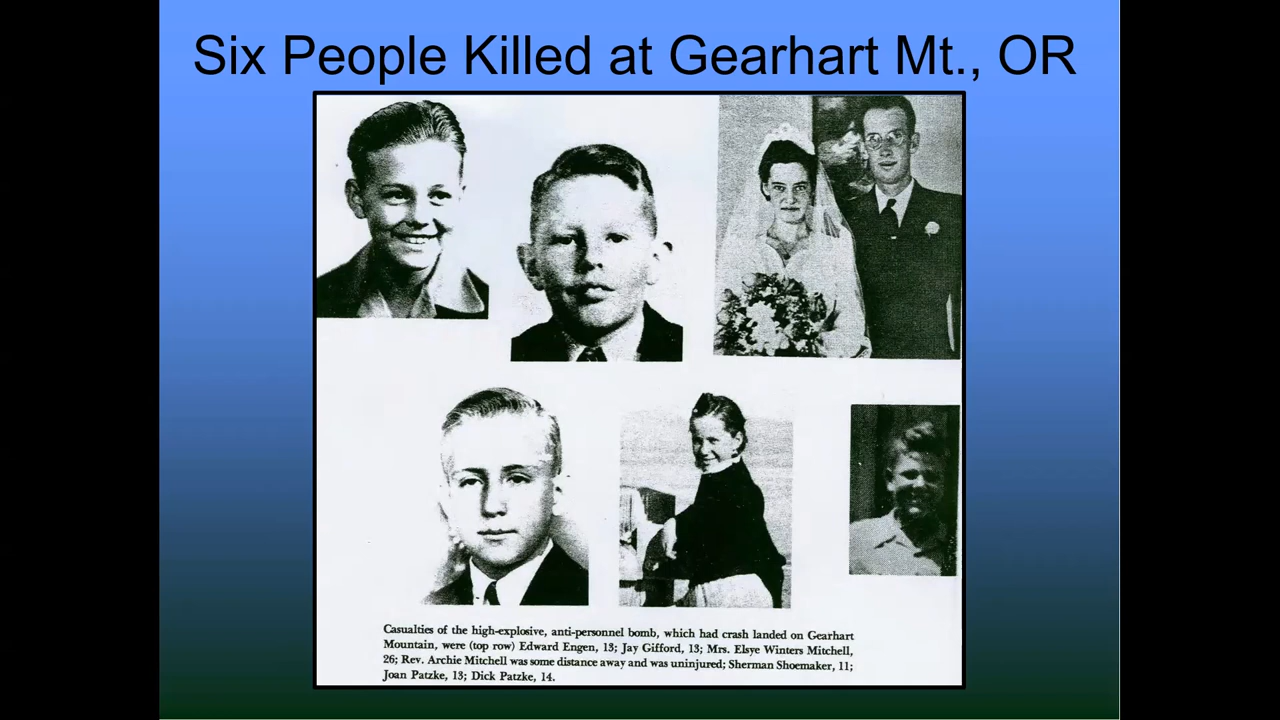 Six People Killed at Gearhart Mt., OR
Casualties of the high-explosive, anti-personnel bomb, which had crash landed on Gearhart
Mountain, were (top row) Edward Engen, 13; Jay Gifford, 13; Mrs. Elsye Winters Mitchell,
26; Rev. Archie Mitchell was some distance away and was uninjured; Sherman Shoemaker, 11;
Joan Patzke, 13; Dick Patzke, 14.